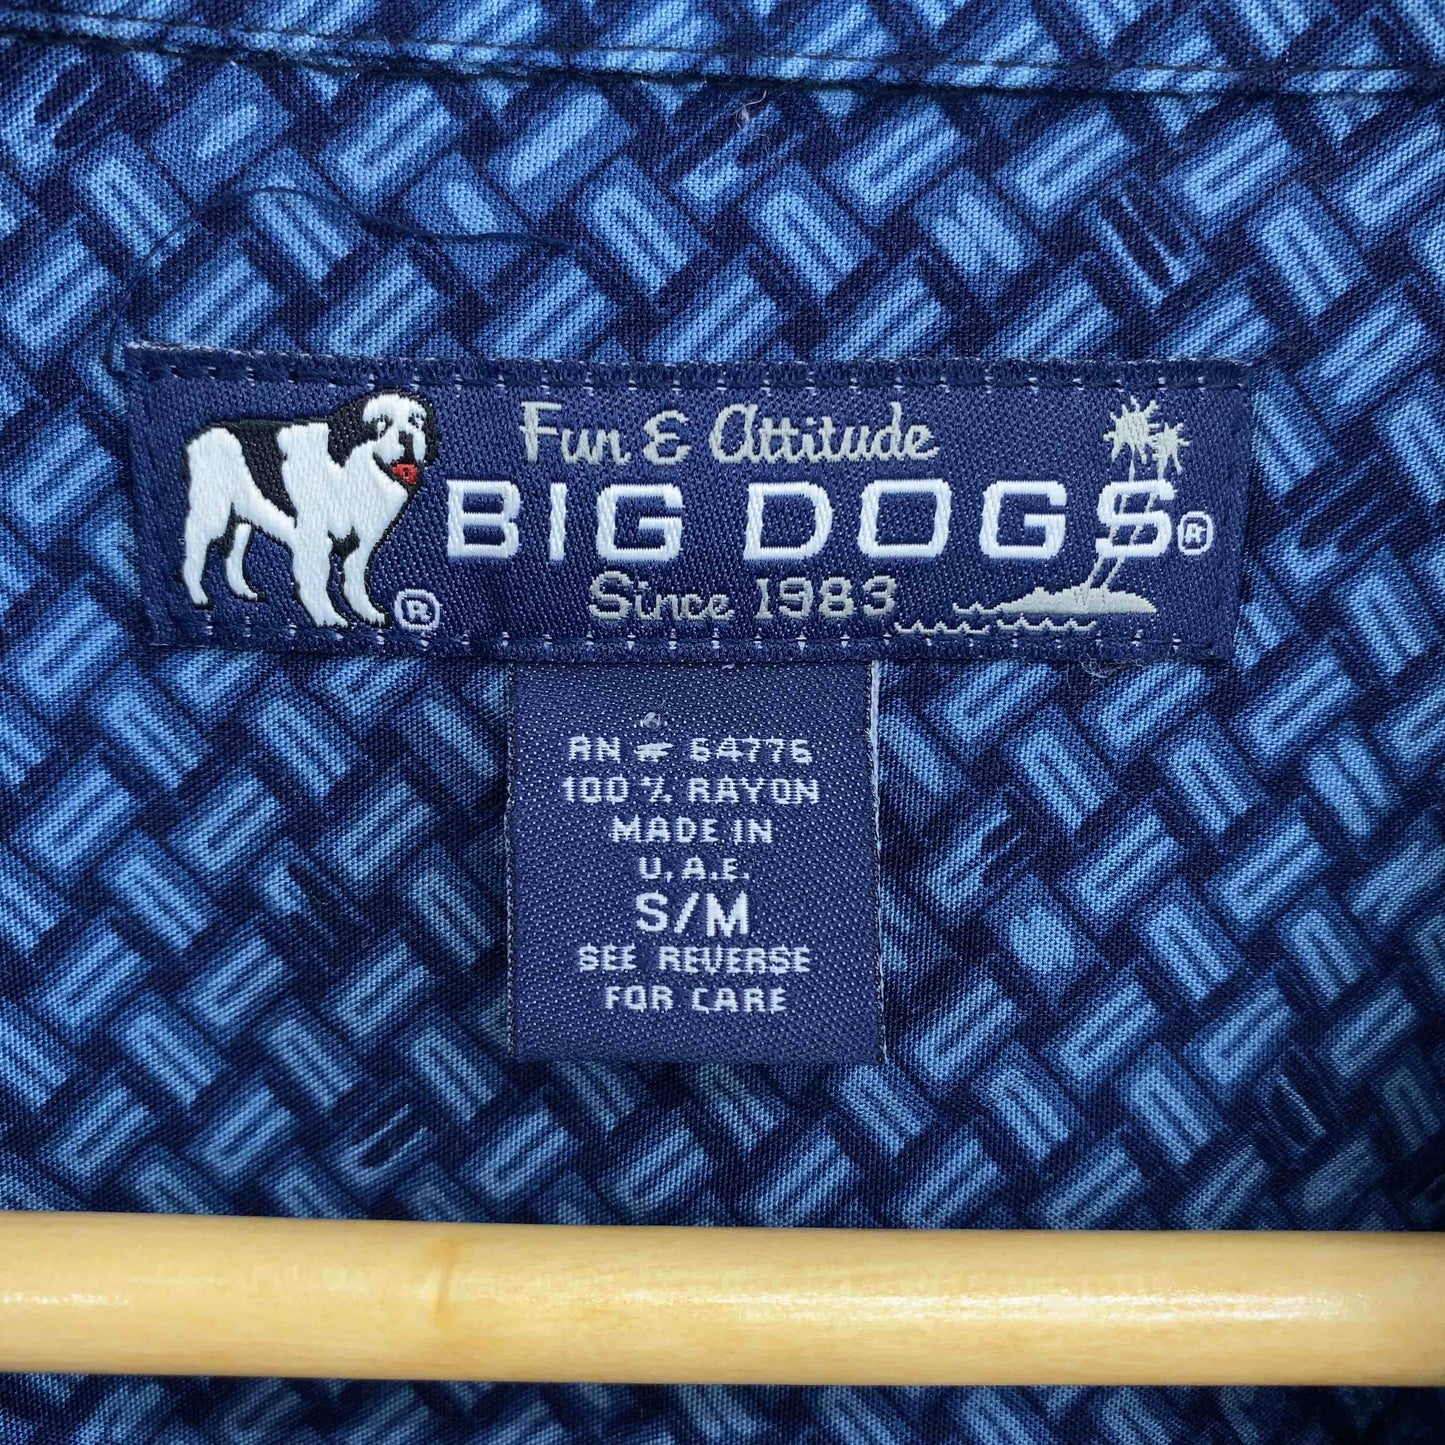 Fun & Attitude
BIG DOGS®
Since 1983
®
RN # 64776
100% RAYON
MADE IN
U.A.E.
S/M
SEE REVERSE
FOR CARE